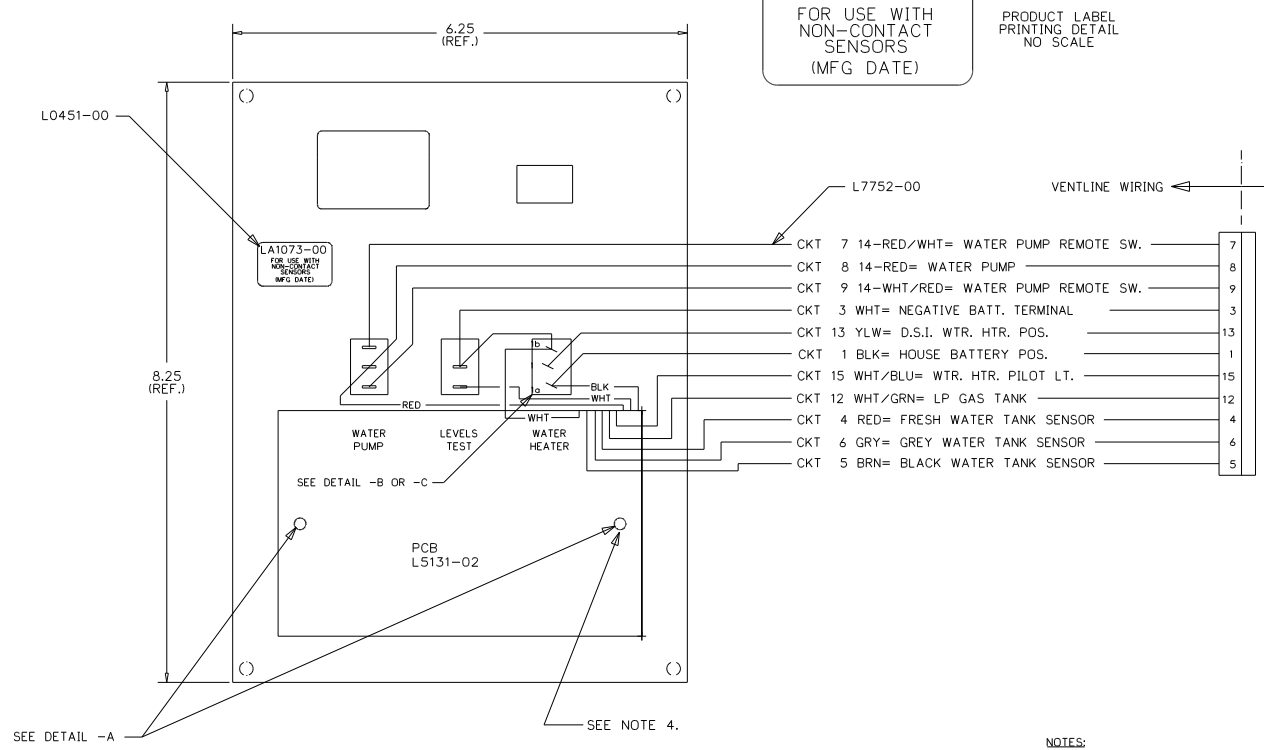 FOR USE WITH
NON-CONTACT
SENSORS
(MFG DATE)
PRODUCT LABEL
PRINTING DETAIL
NO SCALE
6.25
(REF.)
L0451-00
L7752-00
VENTLINE WIRING
LA1073-00
FOR USE WITH
NON-CONTACT
SENSORS
(MFG DATE)
CKT 7 14-RED/WHT= WATER PUMP REMOTE SW. 7
CKT 8 14-RED= WATER PUMP 8
CKT 9 14-WHT/RED= WATER PUMP REMOTE SW. 9
CKT 3 WHT= NEGATIVE BATT. TERMINAL 3
CKT 13 YLW= D.S.I. WTR. HTR. POS. 13
CKT 1 BLK= HOUSE BATTERY POS. 1
CKT 15 WHT/BLU= WTR. HTR. PILOT LT. 15
CKT 12 WHT/GRN= LP GAS TANK 12
CKT 4 RED= FRESH WATER TANK SENSOR 4
CKT 6 GRY= GREY WATER TANK SENSOR 6
CKT 5 BRN= BLACK WATER TANK SENSOR 5
8.25
(REF.)
1b
1
1a
BLK
WHT
RED
WHT
WATER
PUMP
LEVELS
TEST
WATER
HEATER
SEE DETAIL -B OR -C
PCB
L5131-02
SEE DETAIL -A
SEE NOTE 4.
NOTES: